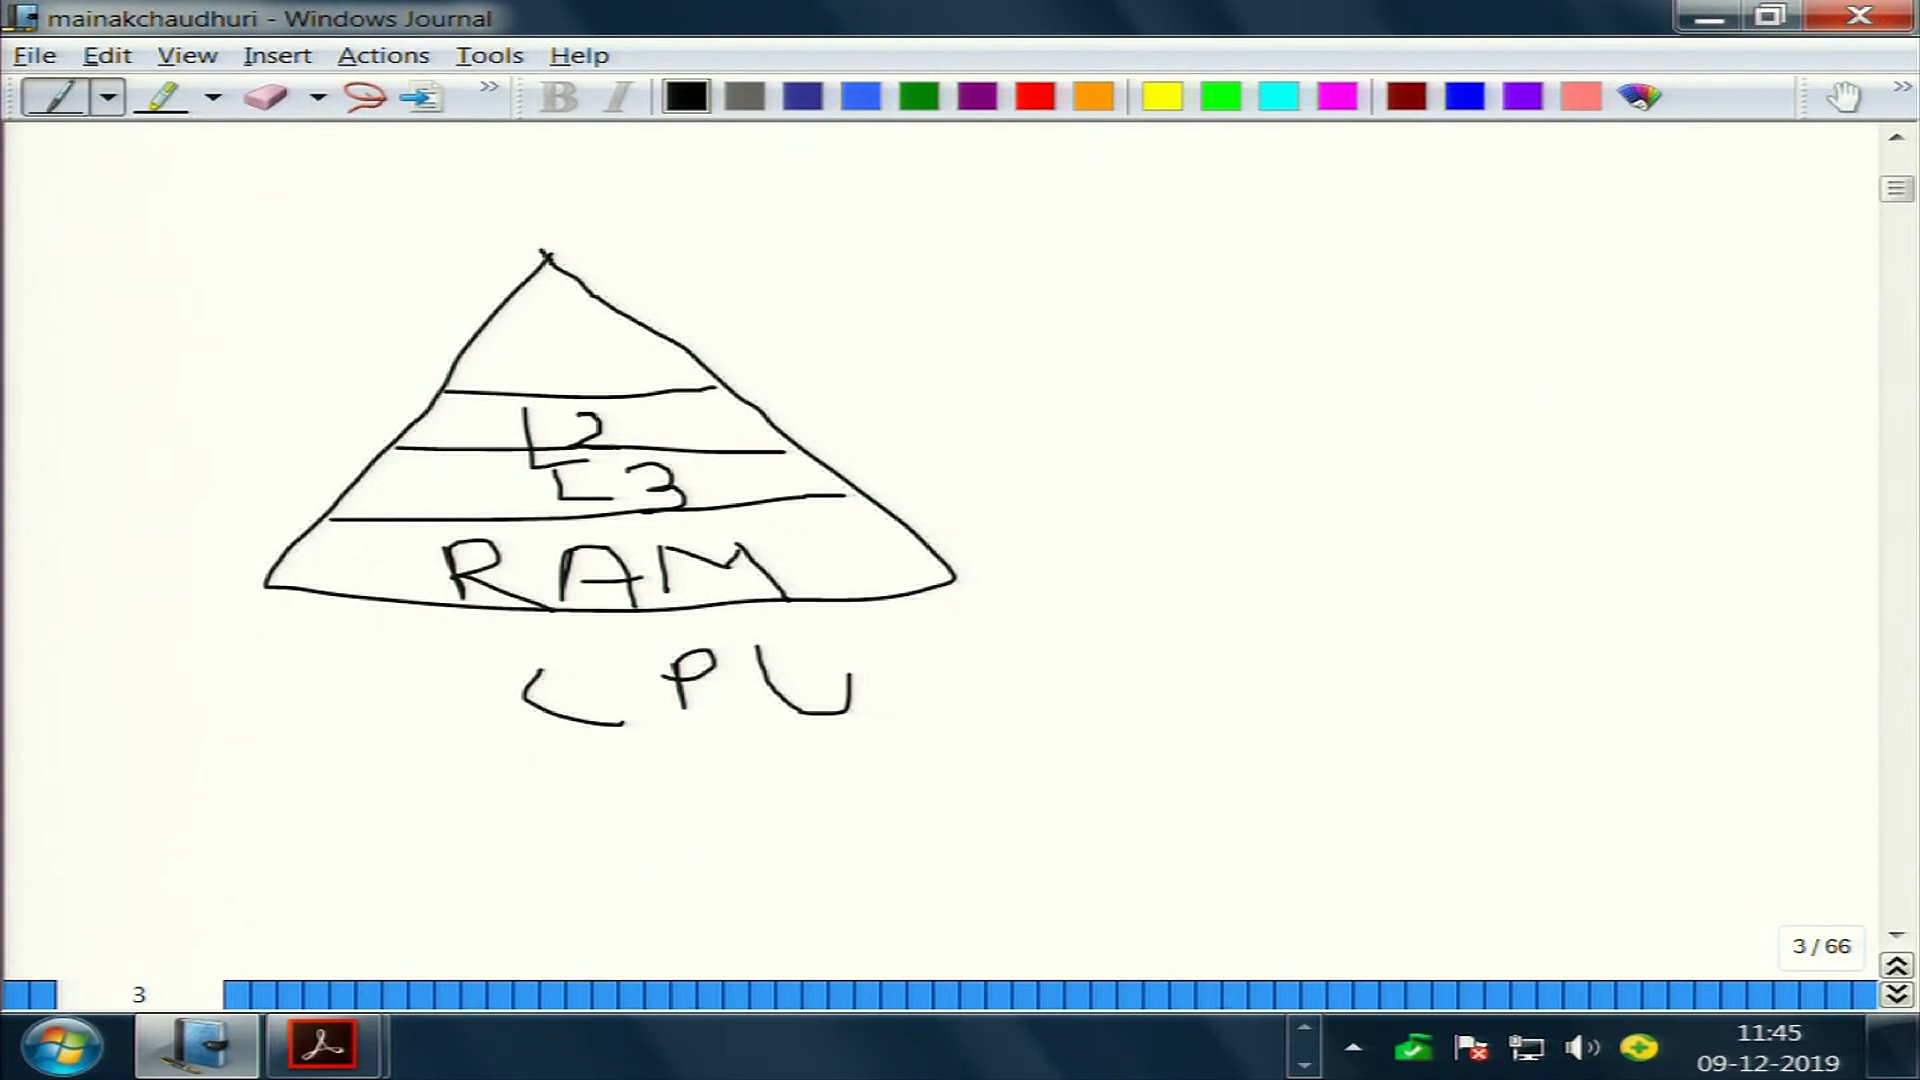 mainakchaudhuri - Windows Journal
File Edit View Insert Actions Tools Help
B I
L2
L3
RAM
CPU
3 / 66
3
11:45
09-12-2019